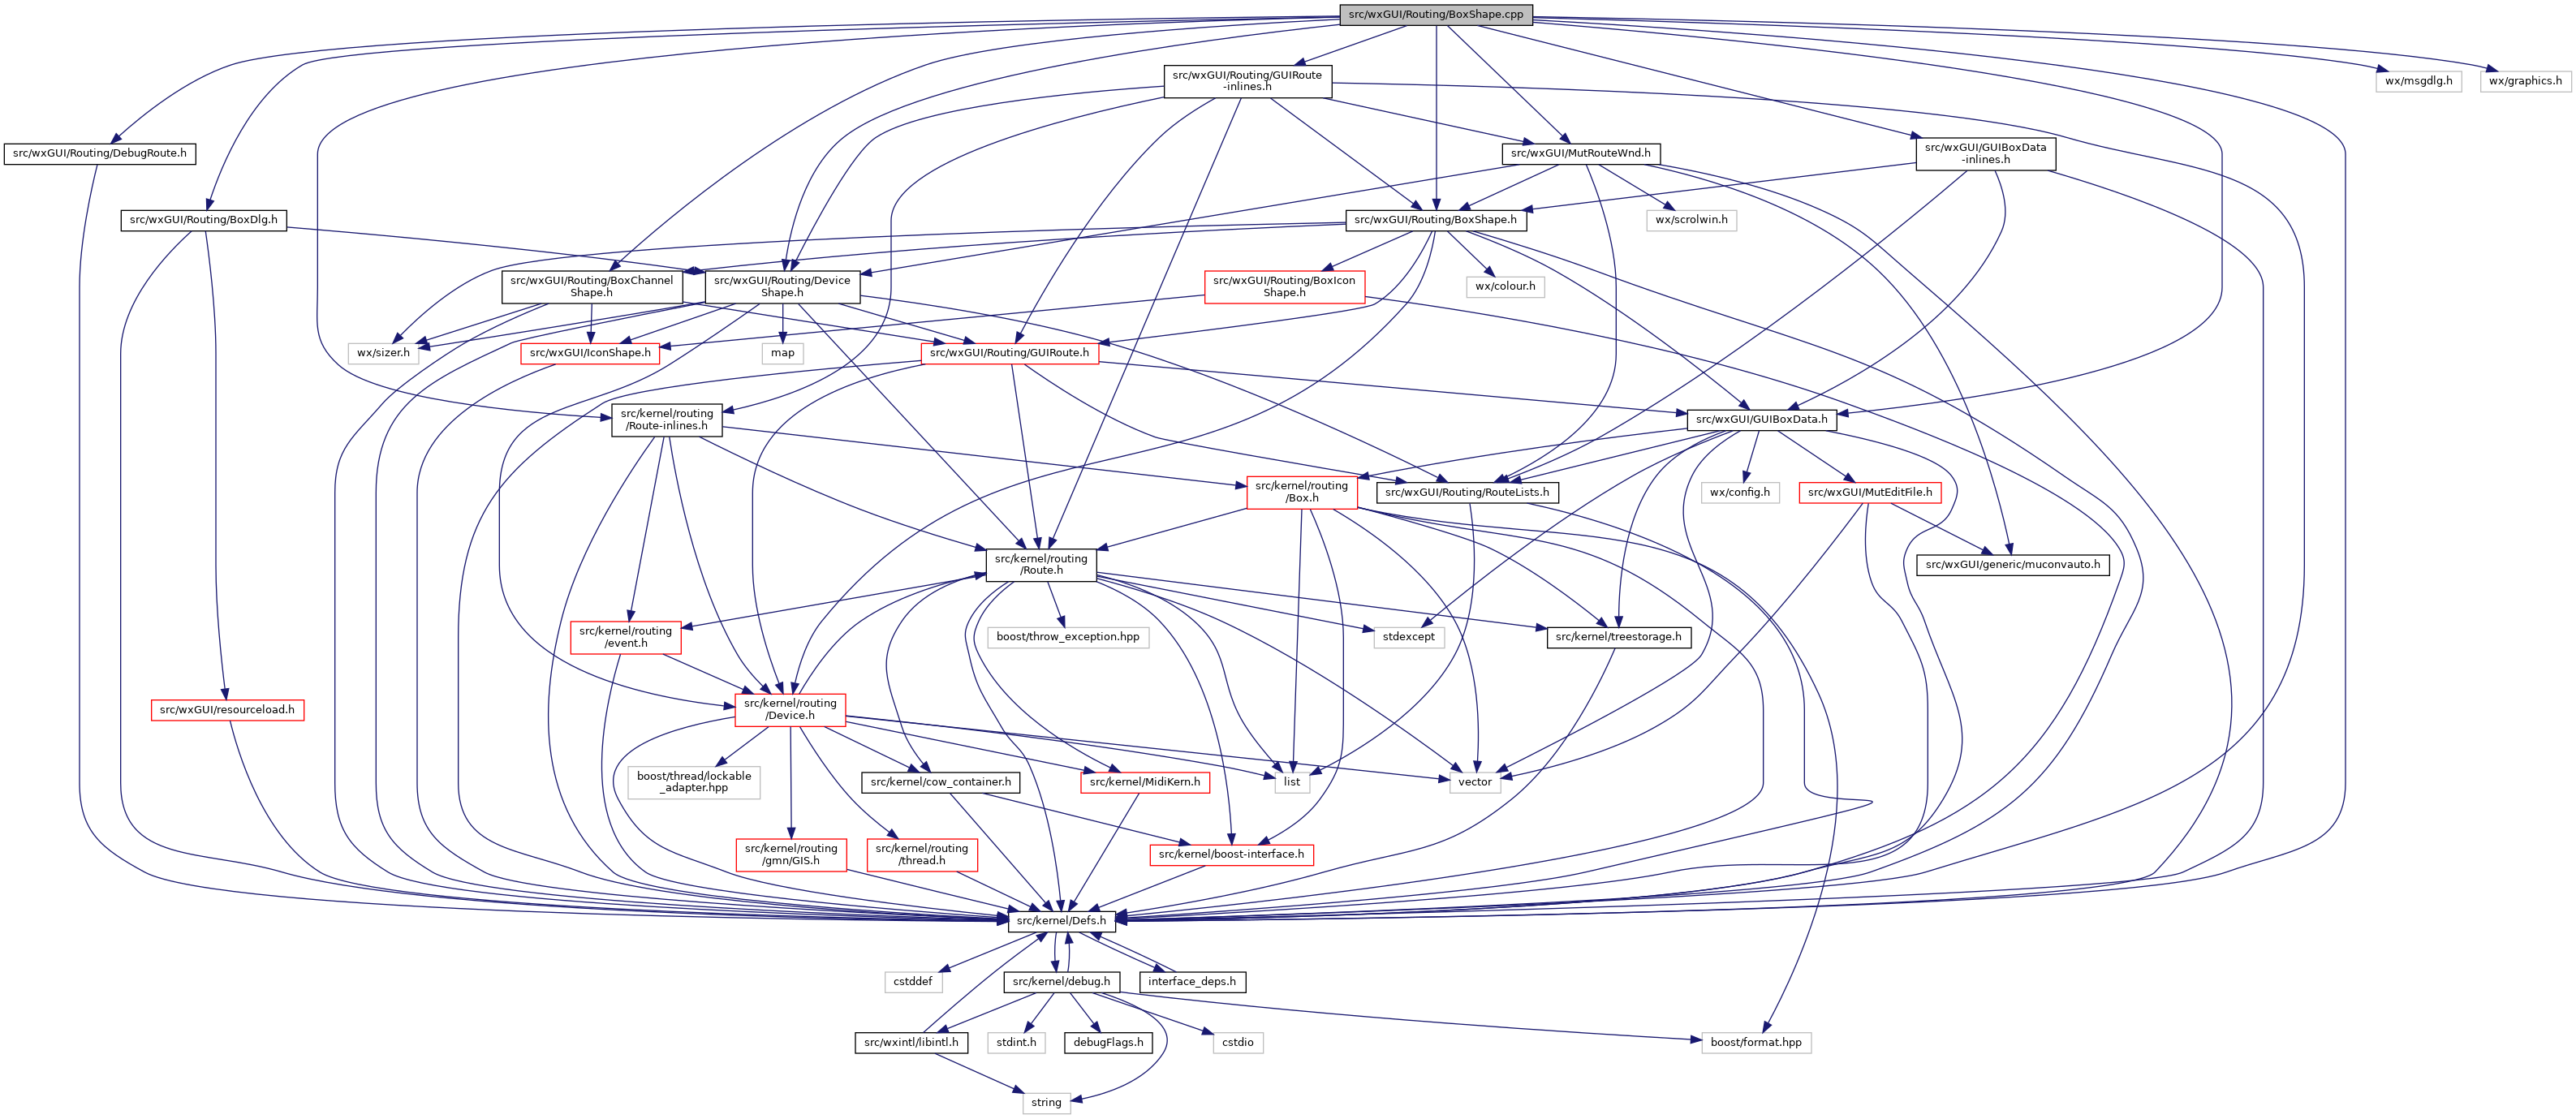 src/wxGUI/Routing/BoxShape.cpp
src/wxGUI/Routing/GUIRoute
-inlines.h
wx/msgdlg.h
wx/graphics.h
src/wxGUI/Routing/DebugRoute.h
src/wxGUI/MutRouteWnd.h
src/wxGUI/GUIBoxData
-inlines.h
src/wxGUI/Routing/BoxDlg.h
src/wxGUI/Routing/BoxShape.h
wx/scrolwin.h
src/wxGUI/Routing/BoxChannel
Shape.h
src/wxGUI/Routing/Device
Shape.h
src/wxGUI/Routing/BoxIcon
Shape.h
wx/colour.h
wx/sizer.h
src/wxGUI/IconShape.h
map
src/wxGUI/Routing/GUIRoute.h
src/kernel/routing
/Route-inlines.h
src/wxGUI/GUIBoxData.h
src/kernel/routing
/Box.h
src/wxGUI/Routing/RouteLists.h
wx/config.h
src/wxGUI/MutEditFile.h
src/kernel/routing
/Route.h
src/wxGUI/generic/muconvauto.h
src/kernel/routing
/event.h
boost/throw_exception.hpp
stdexcept
src/kernel/treestorage.h
src/wxGUI/resourceload.h
src/kernel/routing
/Device.h
boost/thread/lockable
_adapter.hpp
src/kernel/cow_container.h
src/kernel/MidiKern.h
list
vector
src/kernel/routing
/gmn/GIS.h
src/kernel/routing
/thread.h
src/kernel/boost-interface.h
src/kernel/Defs.h
cstddef
src/kernel/debug.h
interface_deps.h
src/wxintl/libintl.h
stdint.h
debugFlags.h
cstdio
boost/format.hpp
string